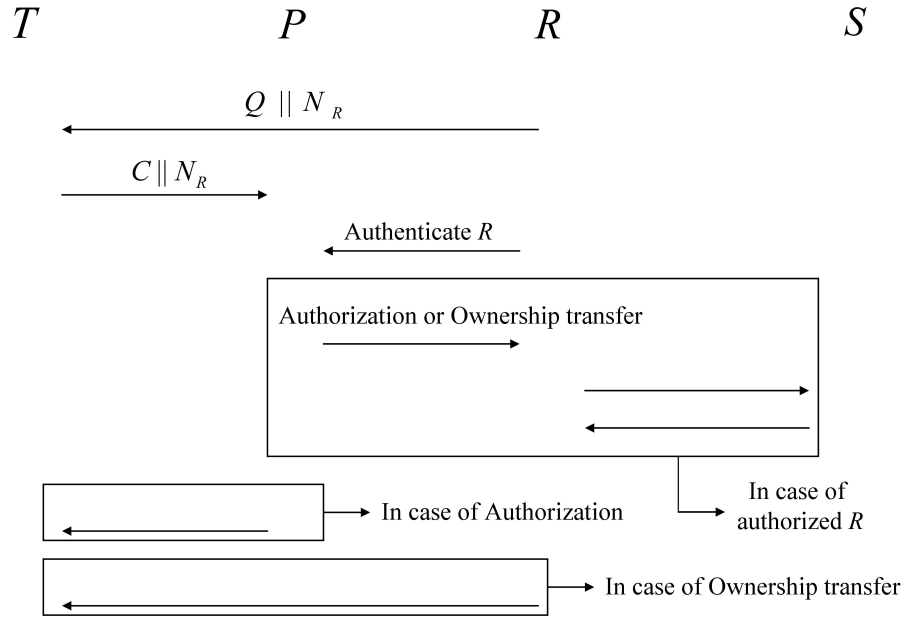 T P R S
Q || N_R
C || N_R
Authenticate R
Authorization or Ownership transfer
In case of Authorization
In case of
authorized R
In case of Ownership transfer